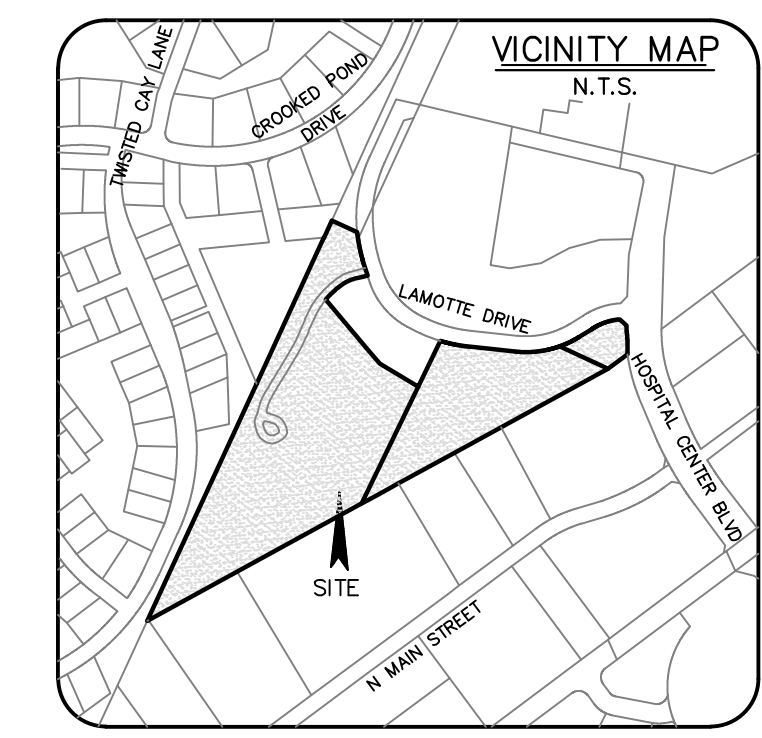 VICINITY MAP
N.T.S.
TWISTED CAY LANE
CROOKED POND
DRIVE
LAMOTTE DRIVE
HOSPITAL CENTER BLVD
SITE
N MAIN STREET